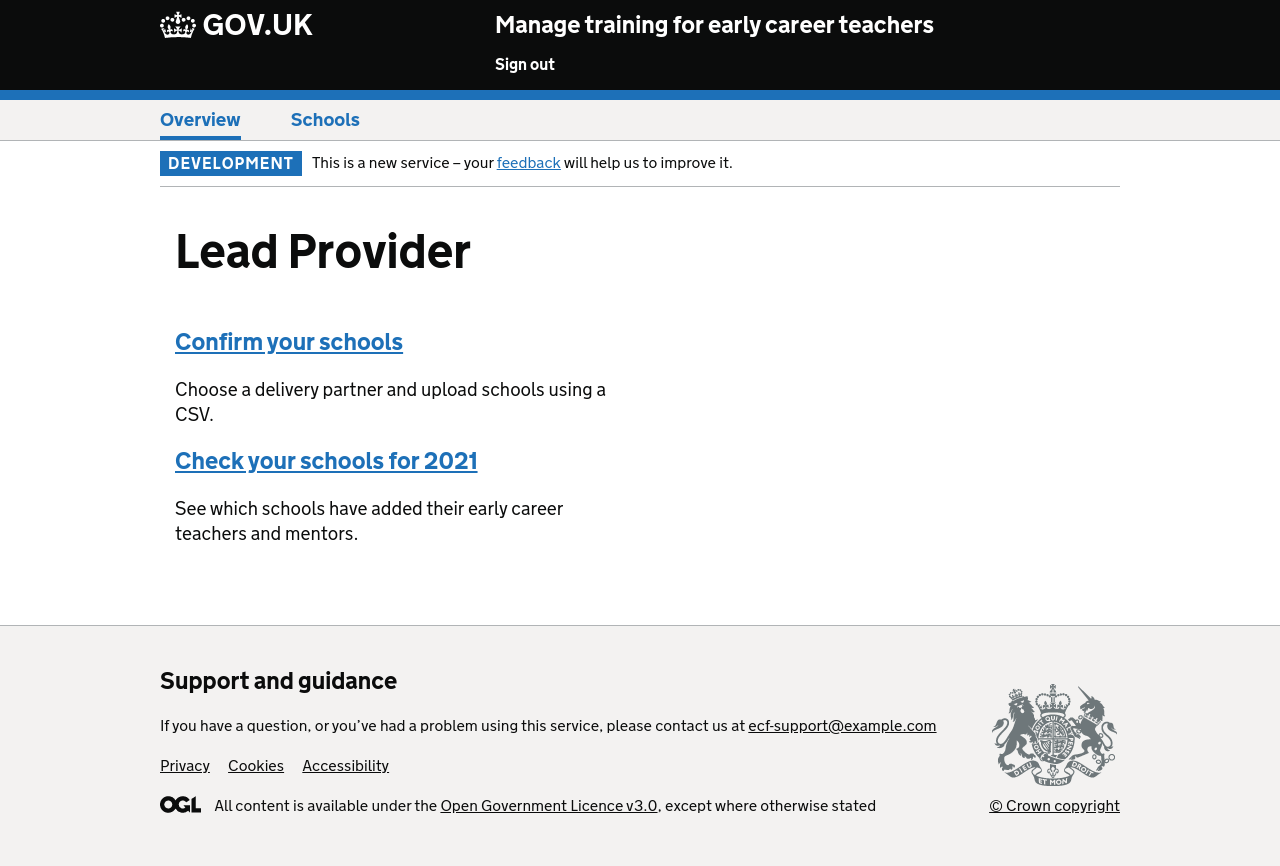 GOV.UK
Manage training for early career teachers
Sign out
Overview
Schools
DEVELOPMENT
This is a new service – your feedback will help us to improve it.
Lead Provider
Confirm your schools
Choose a delivery partner and upload schools using a
CSV.
Check your schools for 2021
See which schools have added their early career
teachers and mentors.
Support and guidance
If you have a question, or you’ve had a problem using this service, please contact us at ecf-support@example.com
Privacy
Cookies
Accessibility
OGL
All content is available under the Open Government Licence v3.0, except where otherwise stated
DIEU ET MON DROIT
© Crown copyright